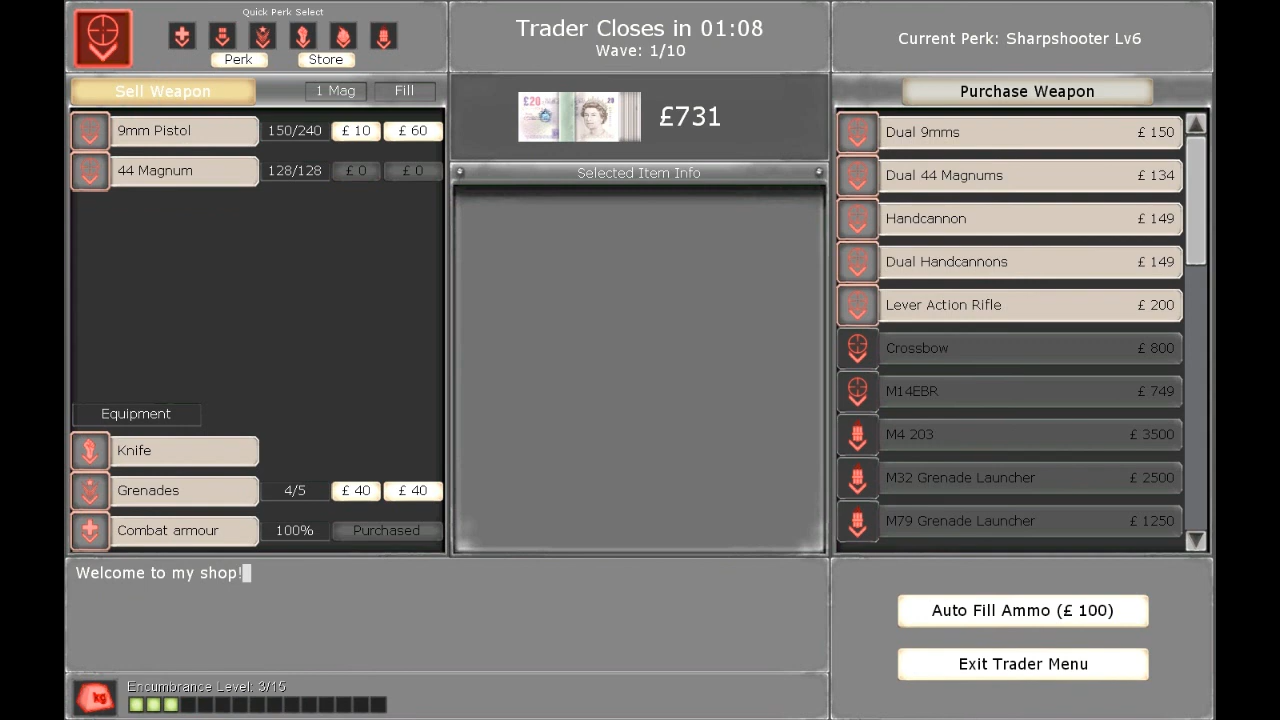 Quick Perk Select
Perk
Store
Trader Closes in 01:08
Wave: 1/10
Current Perk: Sharpshooter Lv6
Sell Weapon 1 Mag Fill
9mm Pistol 150/240 £ 10 £ 60
44 Magnum 128/128 £ 0 £ 0
Equipment
Knife
Grenades 4/5 £ 40 £ 40
Combat armour 100% Purchased
£20
£731
Selected Item Info
Purchase Weapon
Dual 9mms £ 150
Dual 44 Magnums £ 134
Handcannon £ 149
Dual Handcannons £ 149
Lever Action Rifle £ 200
Crossbow £ 800
M14EBR £ 749
M4 203 £ 3500
M32 Grenade Launcher £ 2500
M79 Grenade Launcher £ 1250
Welcome to my shop!
Auto Fill Ammo (£ 100)
Exit Trader Menu
kg
Encumbrance Level: 3/15